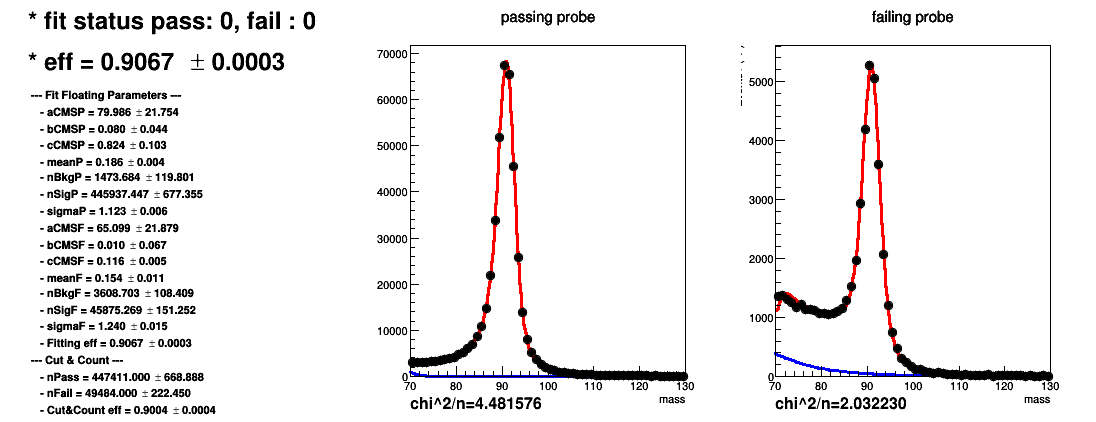 * fit status pass: 0, fail : 0
* eff = 0.9067 ± 0.0003
--- Fit Floating Parameters ---
- aCMSP = 79.986 ± 21.754
- bCMSP = 0.080 ± 0.044
- cCMSP = 0.824 ± 0.103
- meanP = 0.186 ± 0.004
- nBkgP = 1473.684 ± 119.801
- nSigP = 445937.447 ± 677.355
- sigmaP = 1.123 ± 0.006
- aCMSF = 65.099 ± 21.879
- bCMSF = 0.010 ± 0.067
- cCMSF = 0.116 ± 0.005
- meanF = 0.154 ± 0.011
- nBkgF = 3608.703 ± 108.409
- nSigF = 45875.269 ± 151.252
- sigmaF = 1.240 ± 0.015
- Fitting eff = 0.9067 ± 0.0003
--- Cut & Count ---
- nPass = 447411.000 ± 668.888
- nFail = 49484.000 ± 222.450
- Cut&Count eff = 0.9004 ± 0.0004
passing probe
70000
60000
50000
40000
30000
20000
10000
0
70 80 90 100 110 120 130
mass
chi^2/n=4.481576
failing probe
5000
4000
3000
2000
1000
0
70 80 90 100 110 120 130
mass
chi^2/n=2.032230